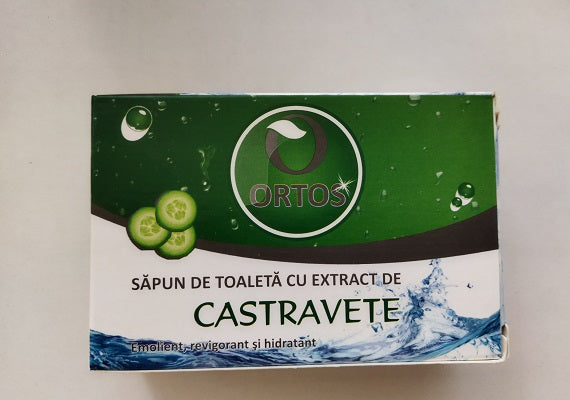 ORTOS
SĂPUN DE TOALETĂ CU EXTRACT DE
CASTRAVETE
Emolient, revigorant și hidratant